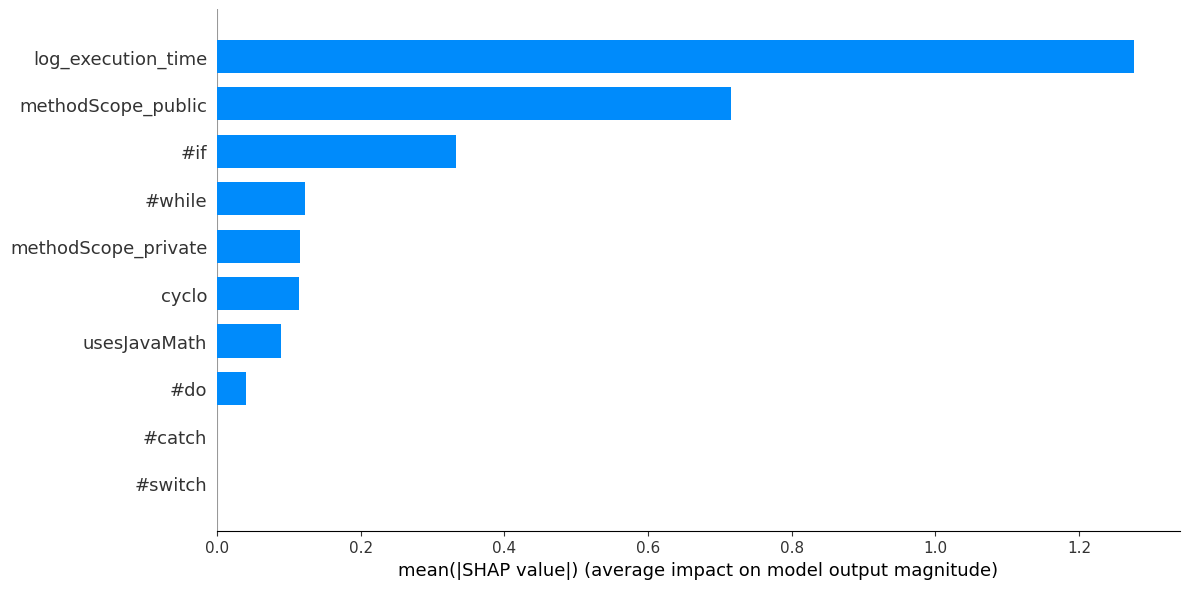 log_execution_time
methodScope_public
#if
#while
methodScope_private
cyclo
usesJavaMath
#do
#catch
#switch
0.0 0.2 0.4 0.6 0.8 1.0 1.2
mean(|SHAP value|) (average impact on model output magnitude)